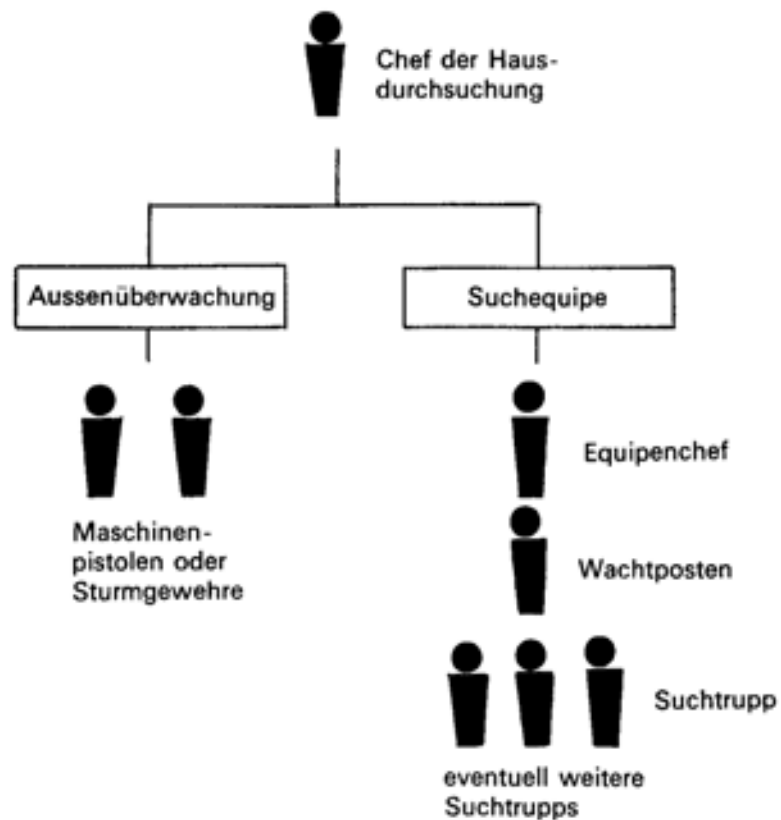 Chef der Haus-
durchsuchung
Aussenüberwachung
Suchequipe
Equipenchef
Maschinen-
pistolen oder
Sturmgewehre
Wachtposten
Suchtrupp
eventuell weitere
Suchtrupps